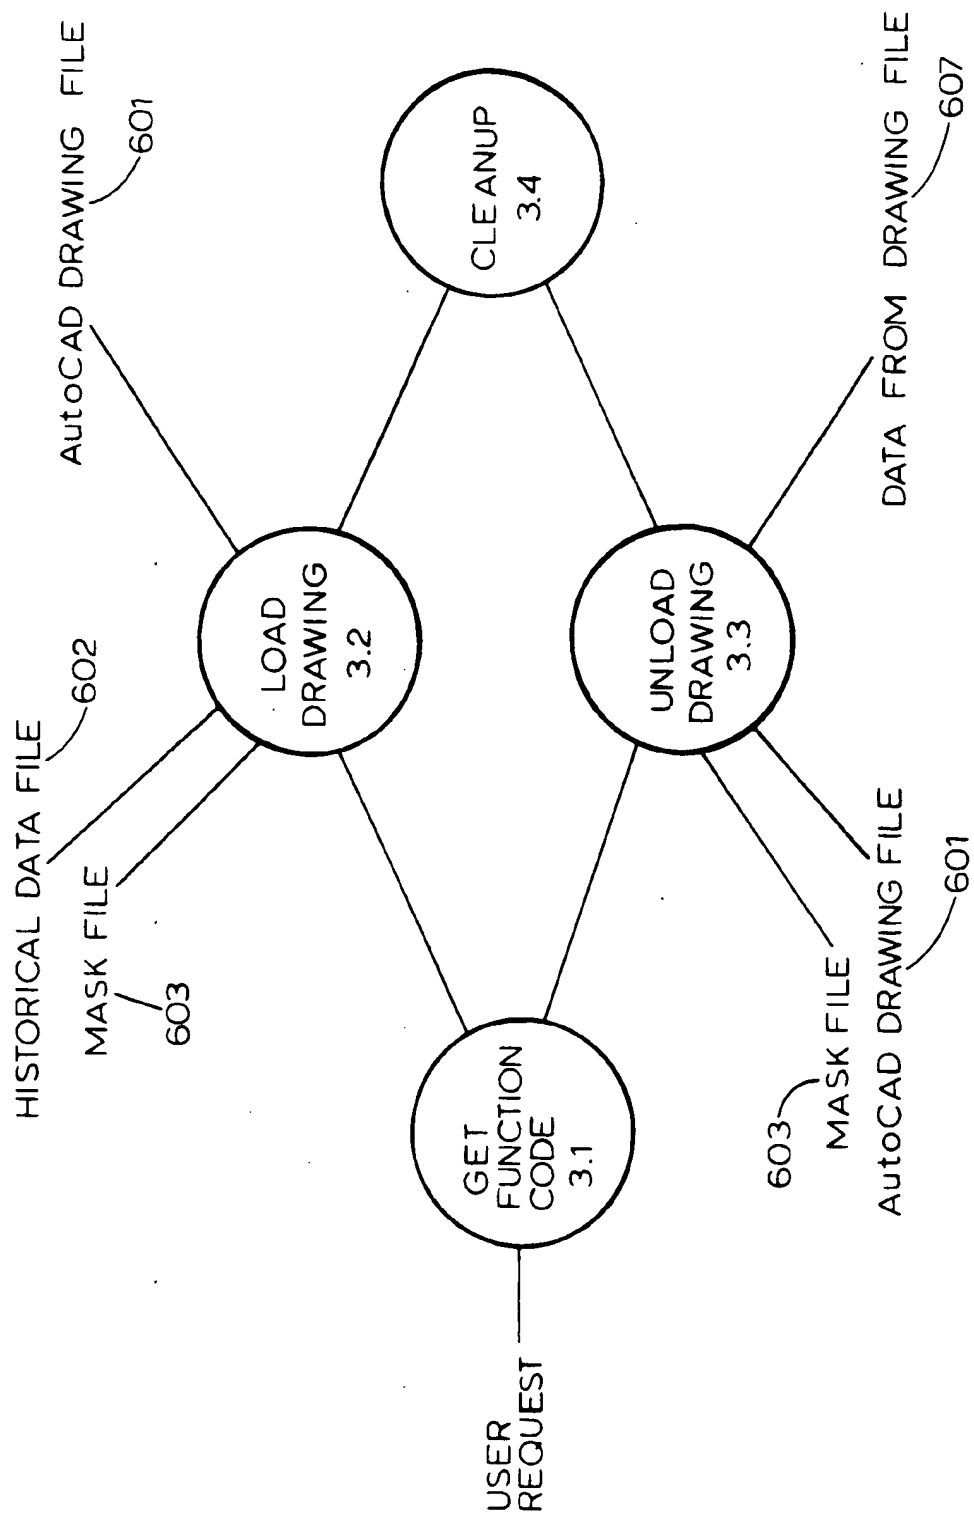 HISTORICAL DATA FILE
602
MASK FILE
603
AutoCAD DRAWING FILE
601
LOAD
DRAWING
3.2
USER
REQUEST
GET
FUNCTION
CODE
3.1
CLEANUP
3.4
UNLOAD
DRAWING
3.3
603
MASK FILE
AutoCAD DRAWING FILE
601
DATA FROM DRAWING FILE
607